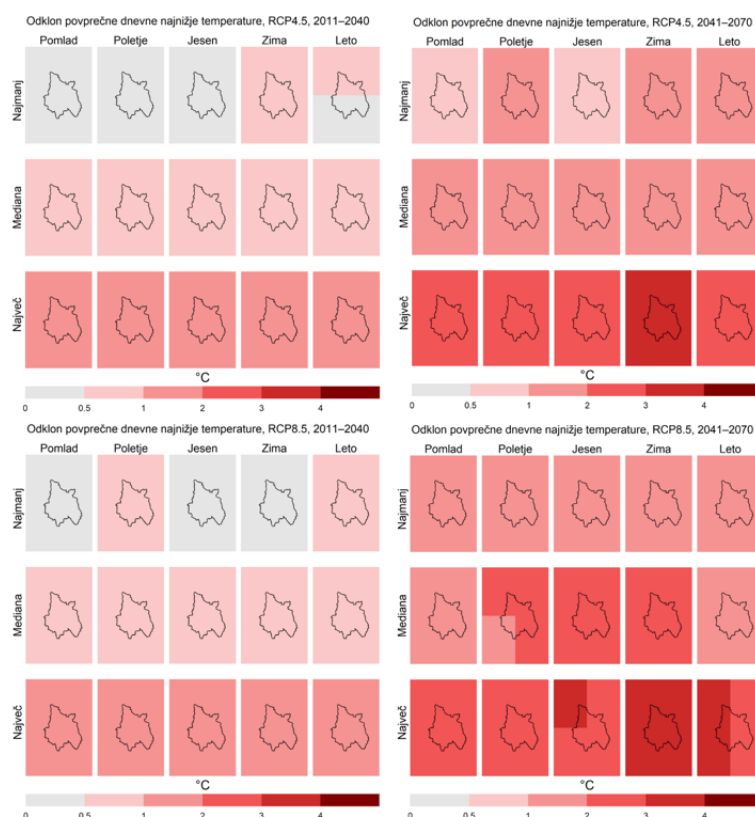 Odklon povprečne dnevne najnižje temperature, RCP4.5, 2011–2040
Pomlad Poletje Jesen Zima Leto
Najmanj
Mediana
Največ
°C
0 0.5 1 2 3 4
Odklon povprečne dnevne najnižje temperature, RCP4.5, 2041–2070
Pomlad Poletje Jesen Zima Leto
Najmanj
Mediana
Največ
°C
0 0.5 1 2 3 4
Odklon povprečne dnevne najnižje temperature, RCP8.5, 2011–2040
Pomlad Poletje Jesen Zima Leto
Najmanj
Mediana
Največ
°C
0 0.5 1 2 3 4
Odklon povprečne dnevne najnižje temperature, RCP8.5, 2041–2070
Pomlad Poletje Jesen Zima Leto
Najmanj
Mediana
Največ
°C
0 0.5 1 2 3 4